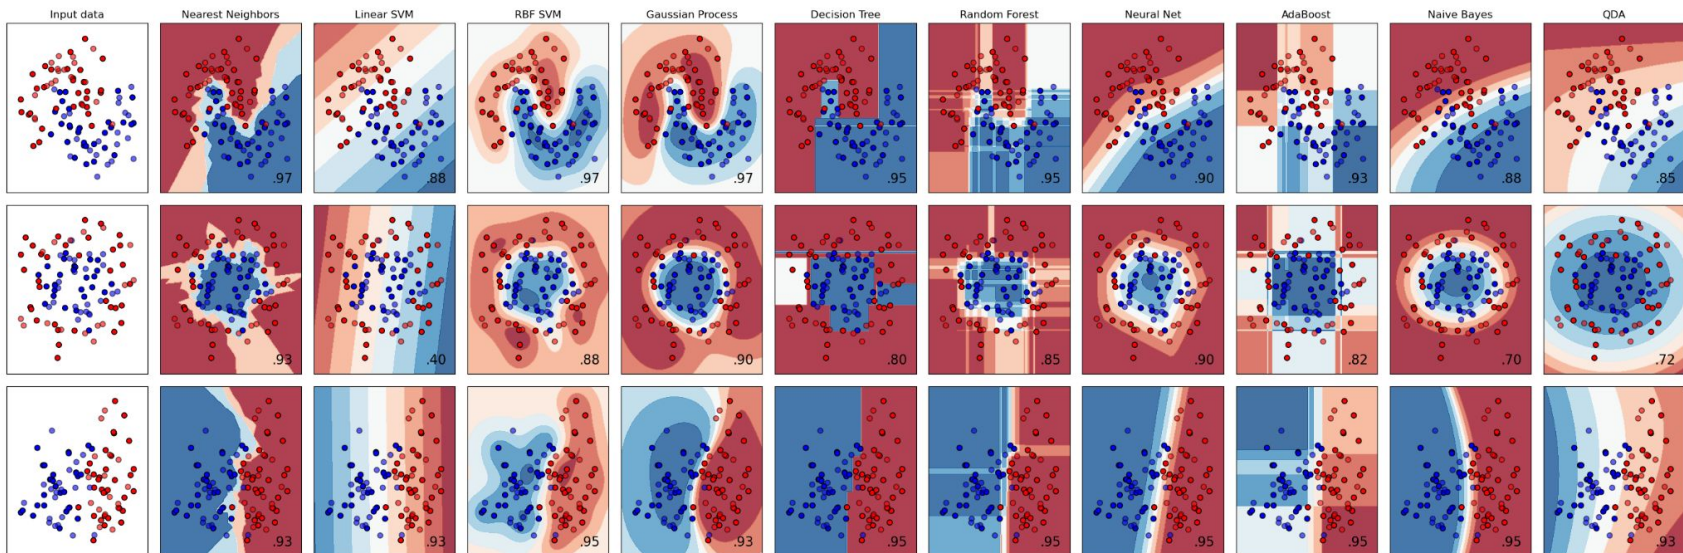 Input data Nearest Neighbors Linear SVM RBF SVM Gaussian Process Decision Tree Random Forest Neural Net AdaBoost Naive Bayes QDA
.97 .88 .97 .97 .95 .95 .90 .93 .88 .85
.93 .40 .88 .90 .80 .85 .90 .82 .70 .72
.93 .93 .95 .93 .95 .95 .95 .95 .95 .93